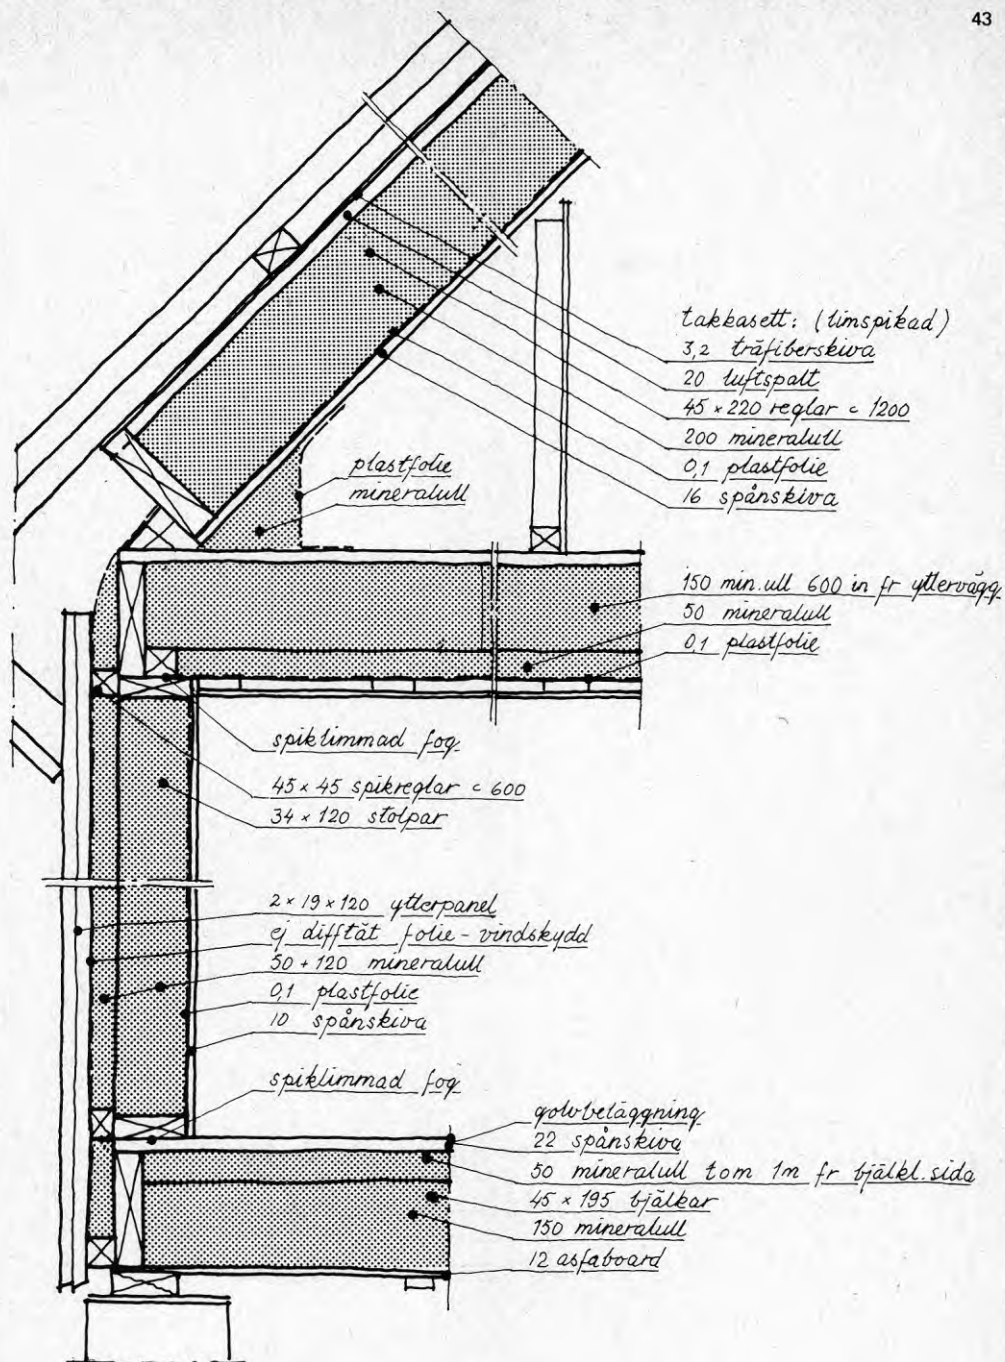 43
takkasett: (limspikad)
3,2 träfiberskiva
20 luftspalt
45 × 220 reglar c 1200
200 mineralull
0,1 plastfolie
16 spånskiva
plastfolie
mineralull
150 min.ull 600 in fr yttervägg
50 mineralull
0,1 plastfolie
spiklimmad fog
45 × 45 spikreglar c 600
34 × 120 stolpar
2 × 19 × 120 ytterpanel
ej difftät folie - vindskydd
50 + 120 mineralull
0,1 plastfolie
10 spånskiva
spiklimmad fog
golvbeläggning
22 spånskiva
50 mineralull tom 1m fr bjälkl. sida
45 × 195 bjälkar
150 mineralull
12 asfaboard